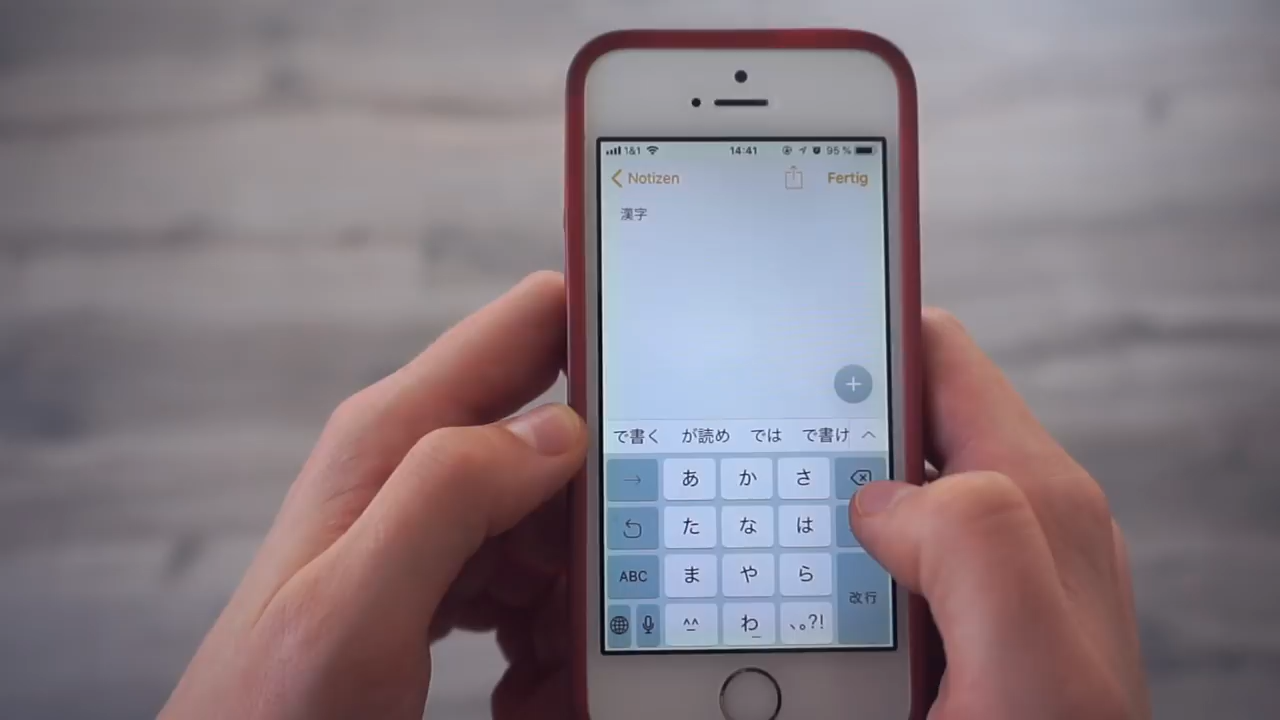 1&1 14:41 95 %
Notizen Fertig
漢字
で書く が読め では で書け
→ あ か さ
た な は
ABC ま や ら
改行
^^ わ_ 、。?!